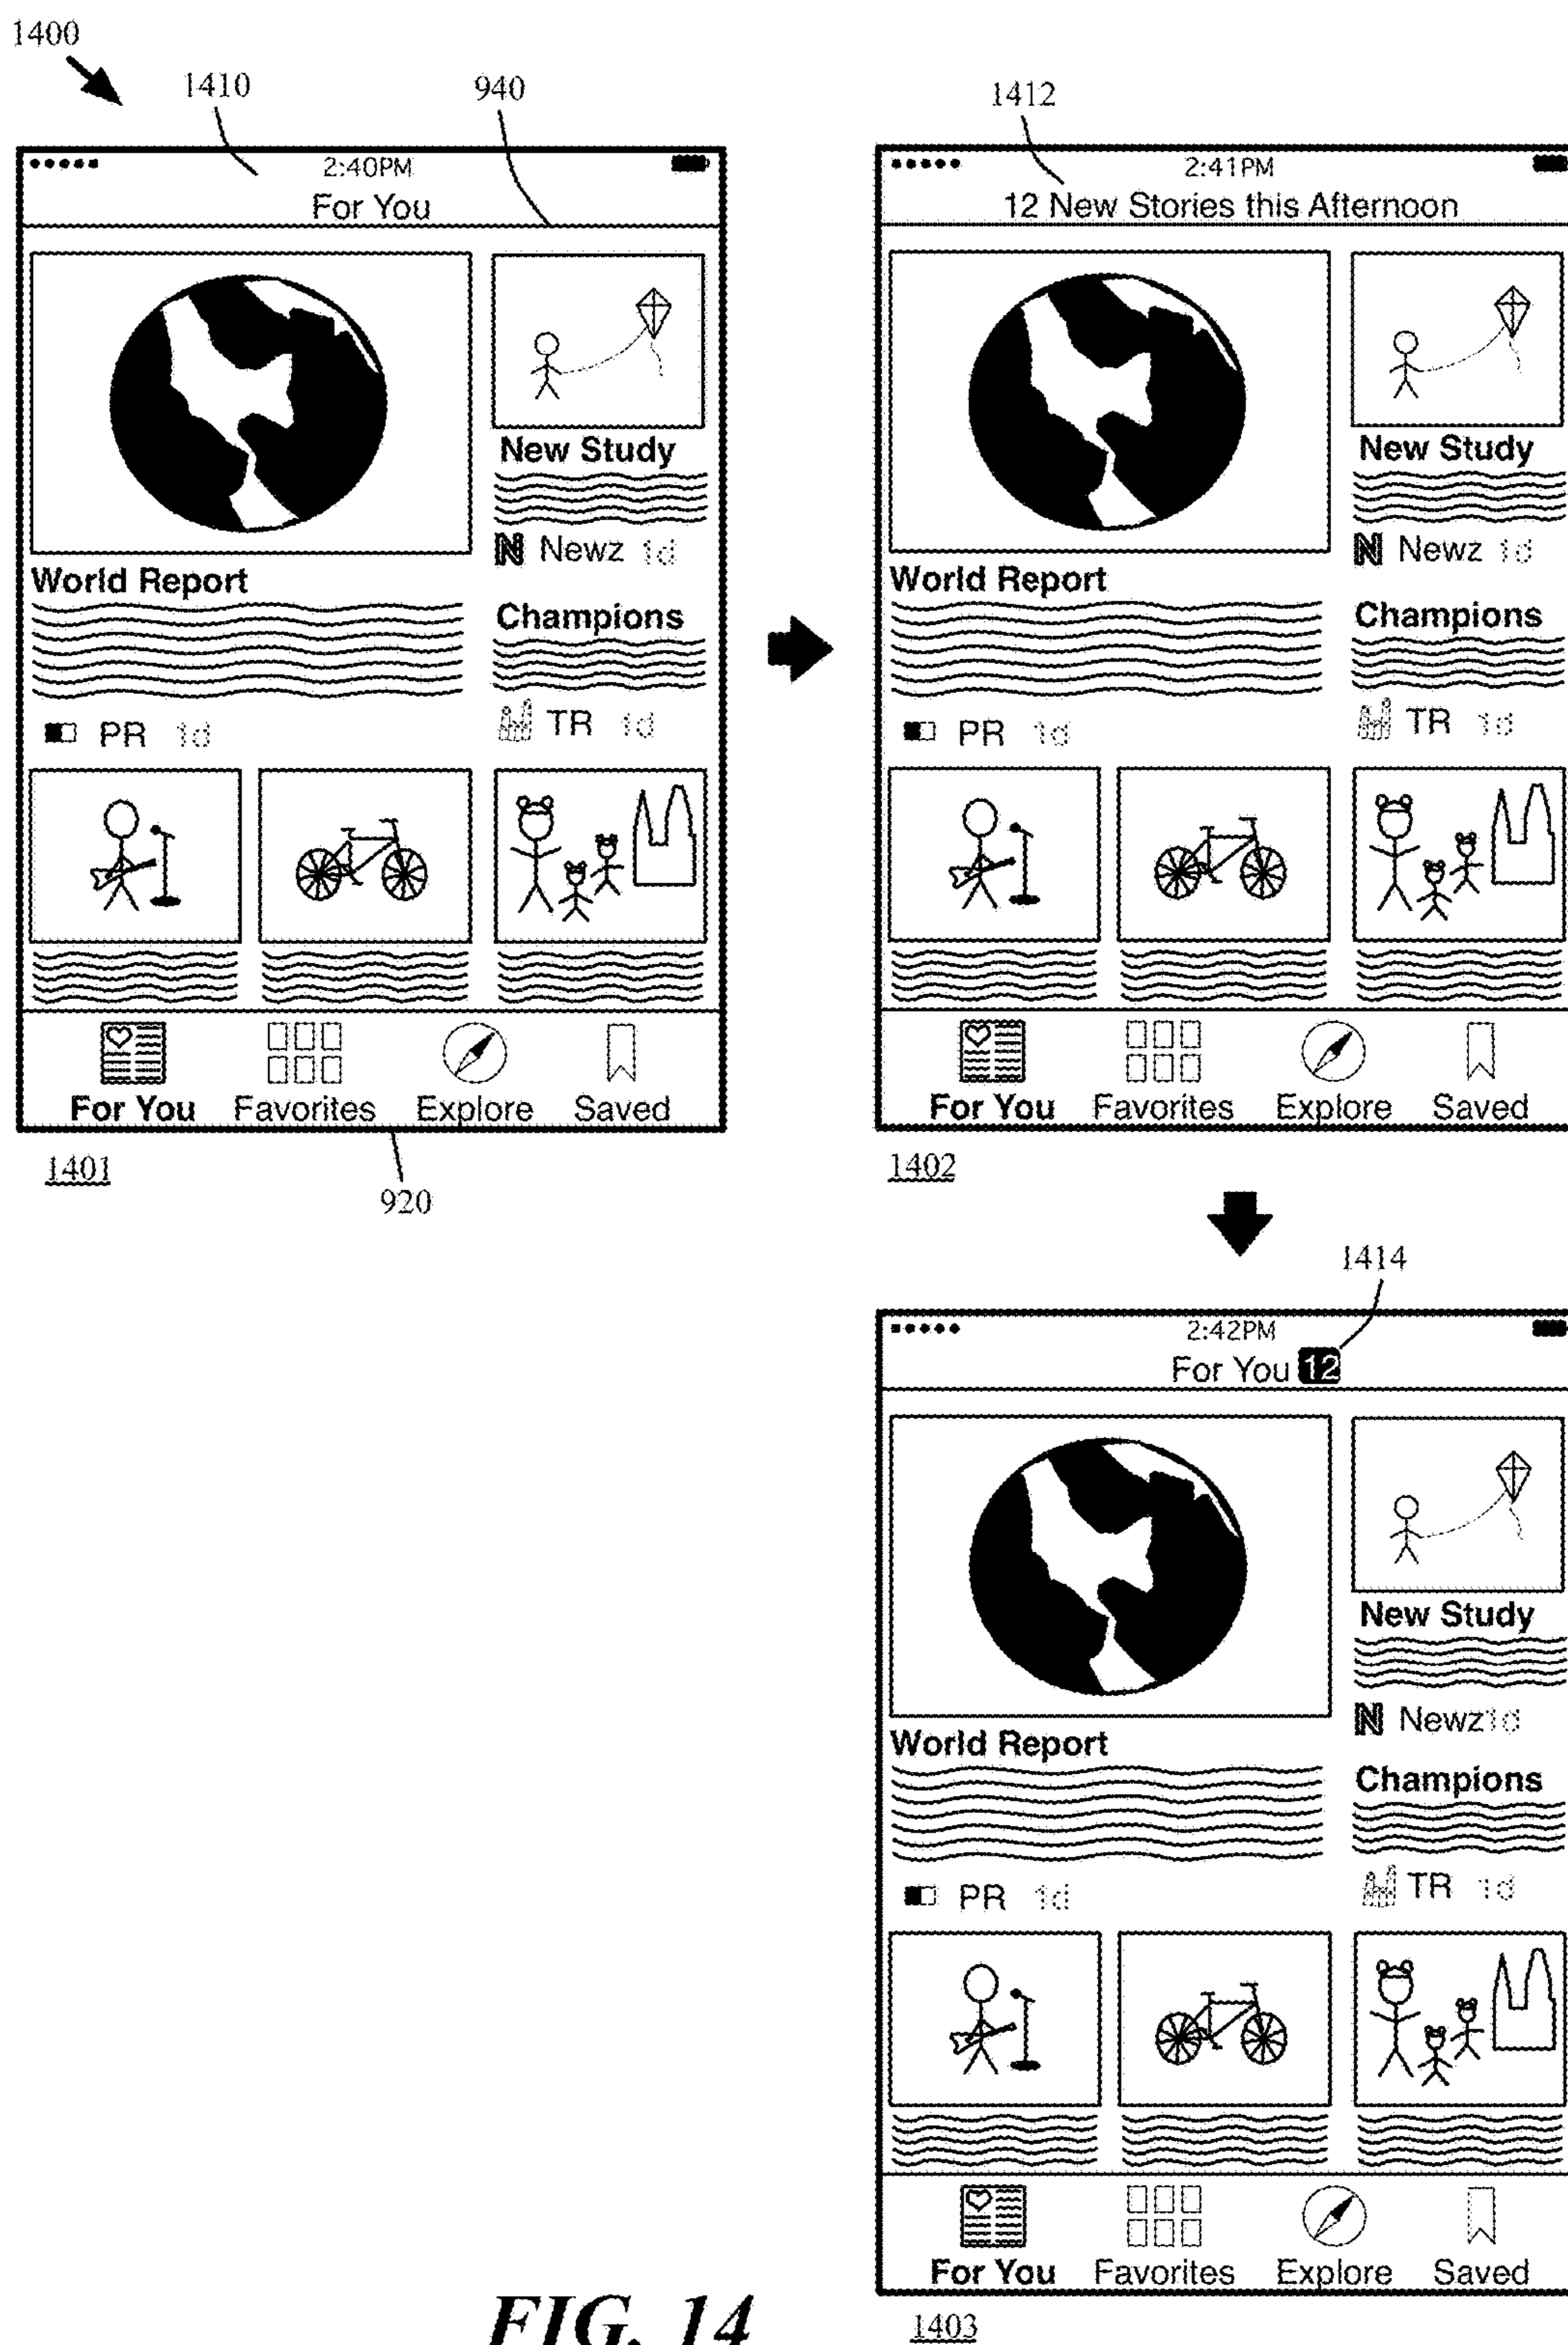 1400
1410
940
2:40PM
For You
New Study
N Newz 1d
World Report
Champions
PR 1d
TR 1d
For You Favorites Explore Saved
1401
920
1412
2:41PM
12 New Stories this Afternoon
New Study
N Newz 1d
World Report
Champions
PR 1d
TR 1d
For You Favorites Explore Saved
1402
1414
2:42PM
For You 12
New Study
N Newz 1d
World Report
Champions
PR 1d
TR 1d
For You Favorites Explore Saved
1403
FIG. 14